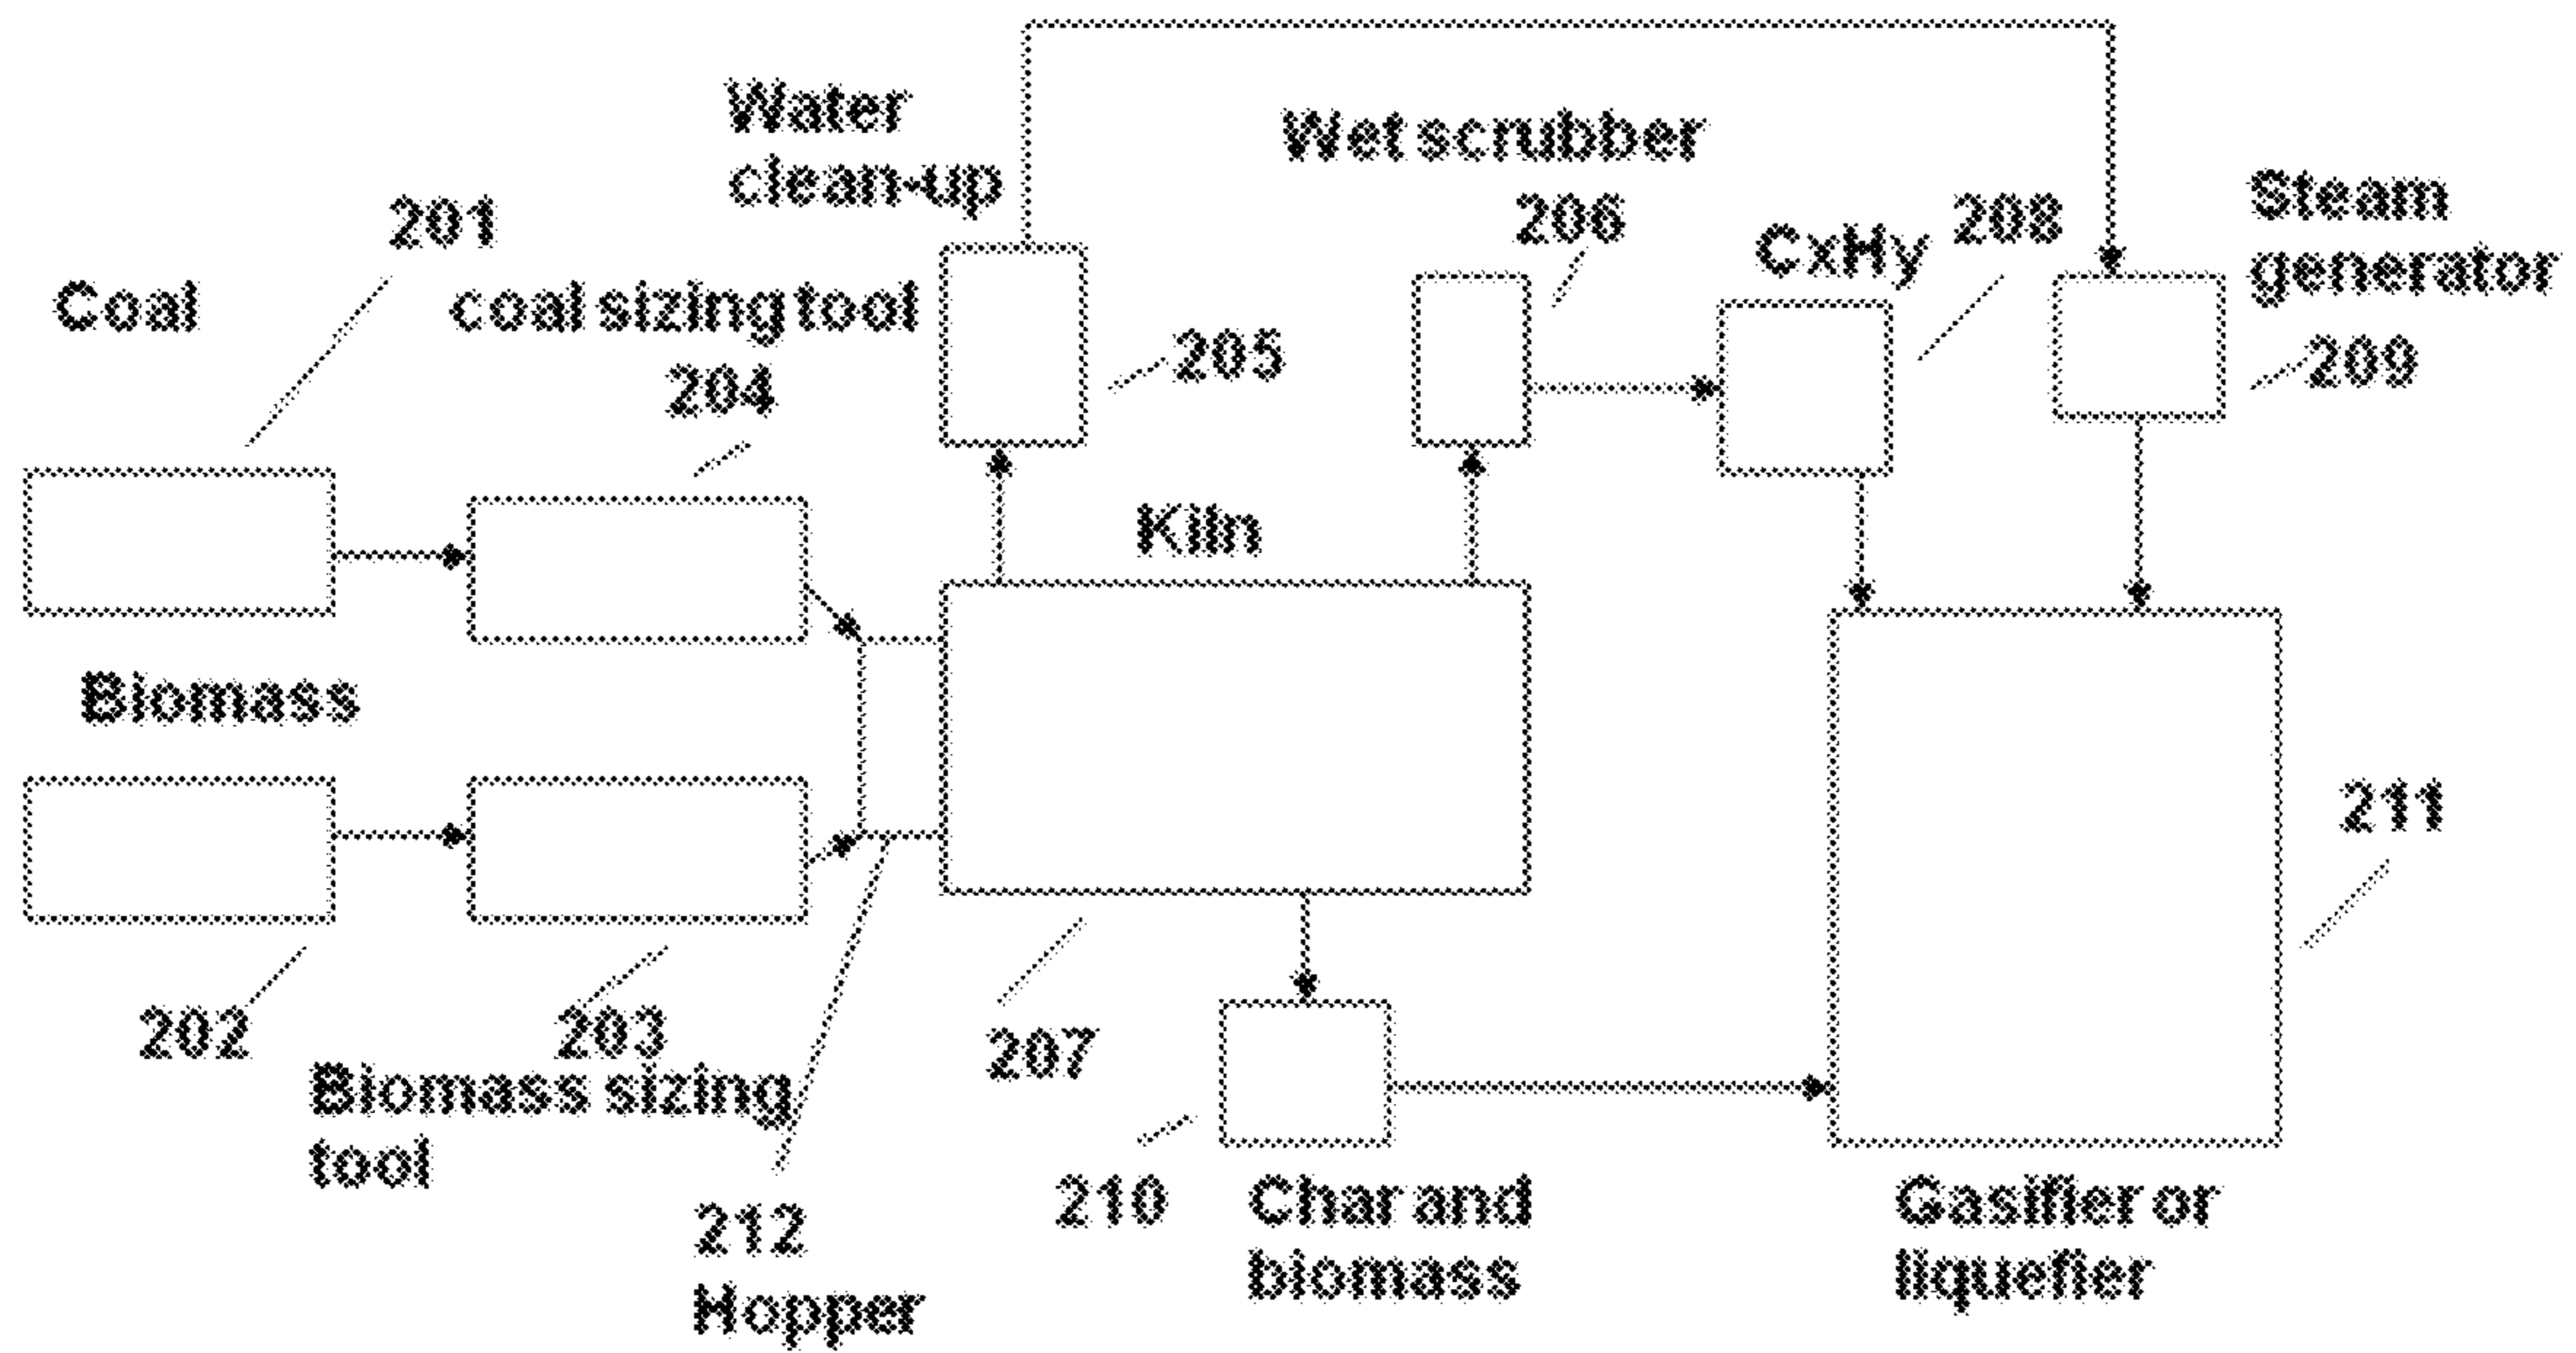 Water
clean-up
Wet scrubber
206
201
Coal
coal sizing tool
204
205
CxHy
208
Steam
generator
209
Kiln
Biomass
211
202
203
Biomass sizing
tool
207
212
Hopper
210
Char and
biomass
Gasifier or
liquefier